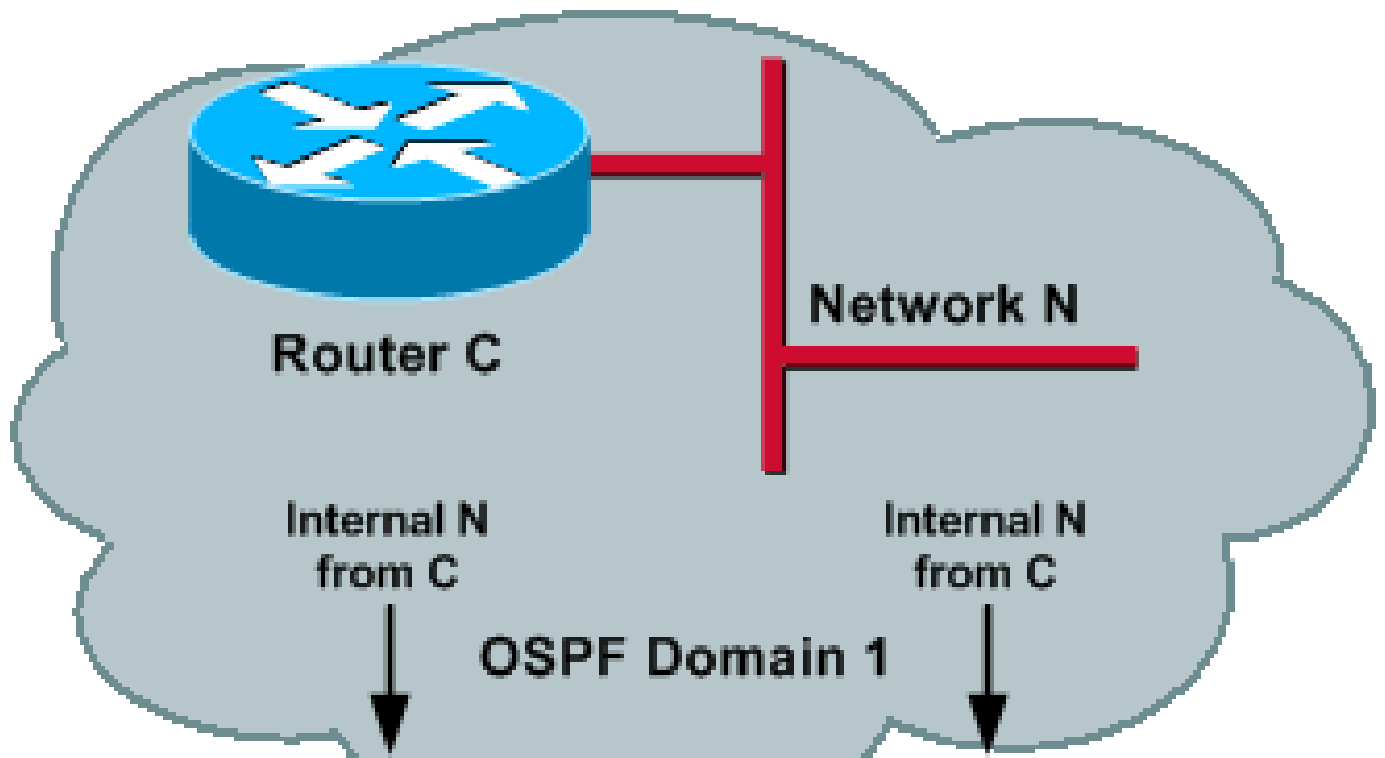 Network N
Router C
Internal N
from C
Internal N
from C
OSPF Domain 1